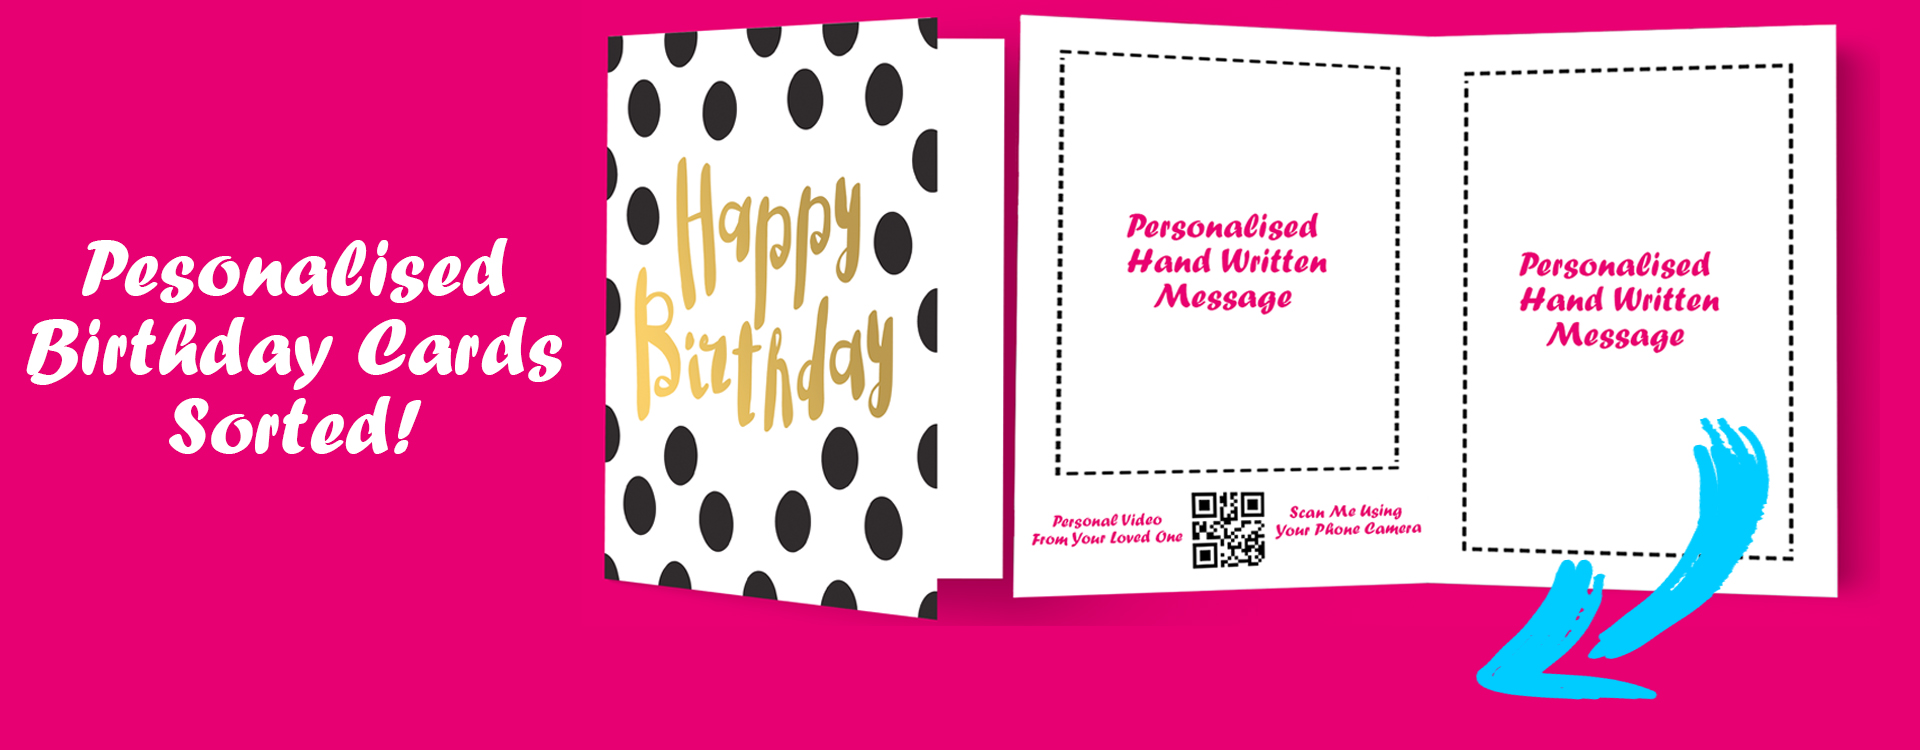 Pesonalised
Birthday Cards
Sorted!
Happy
Birthday
Personalised
Hand Written
Message
Personal Video
From Your Loved One
Scan Me Using
Your Phone Camera
Personalised
Hand Written
Message